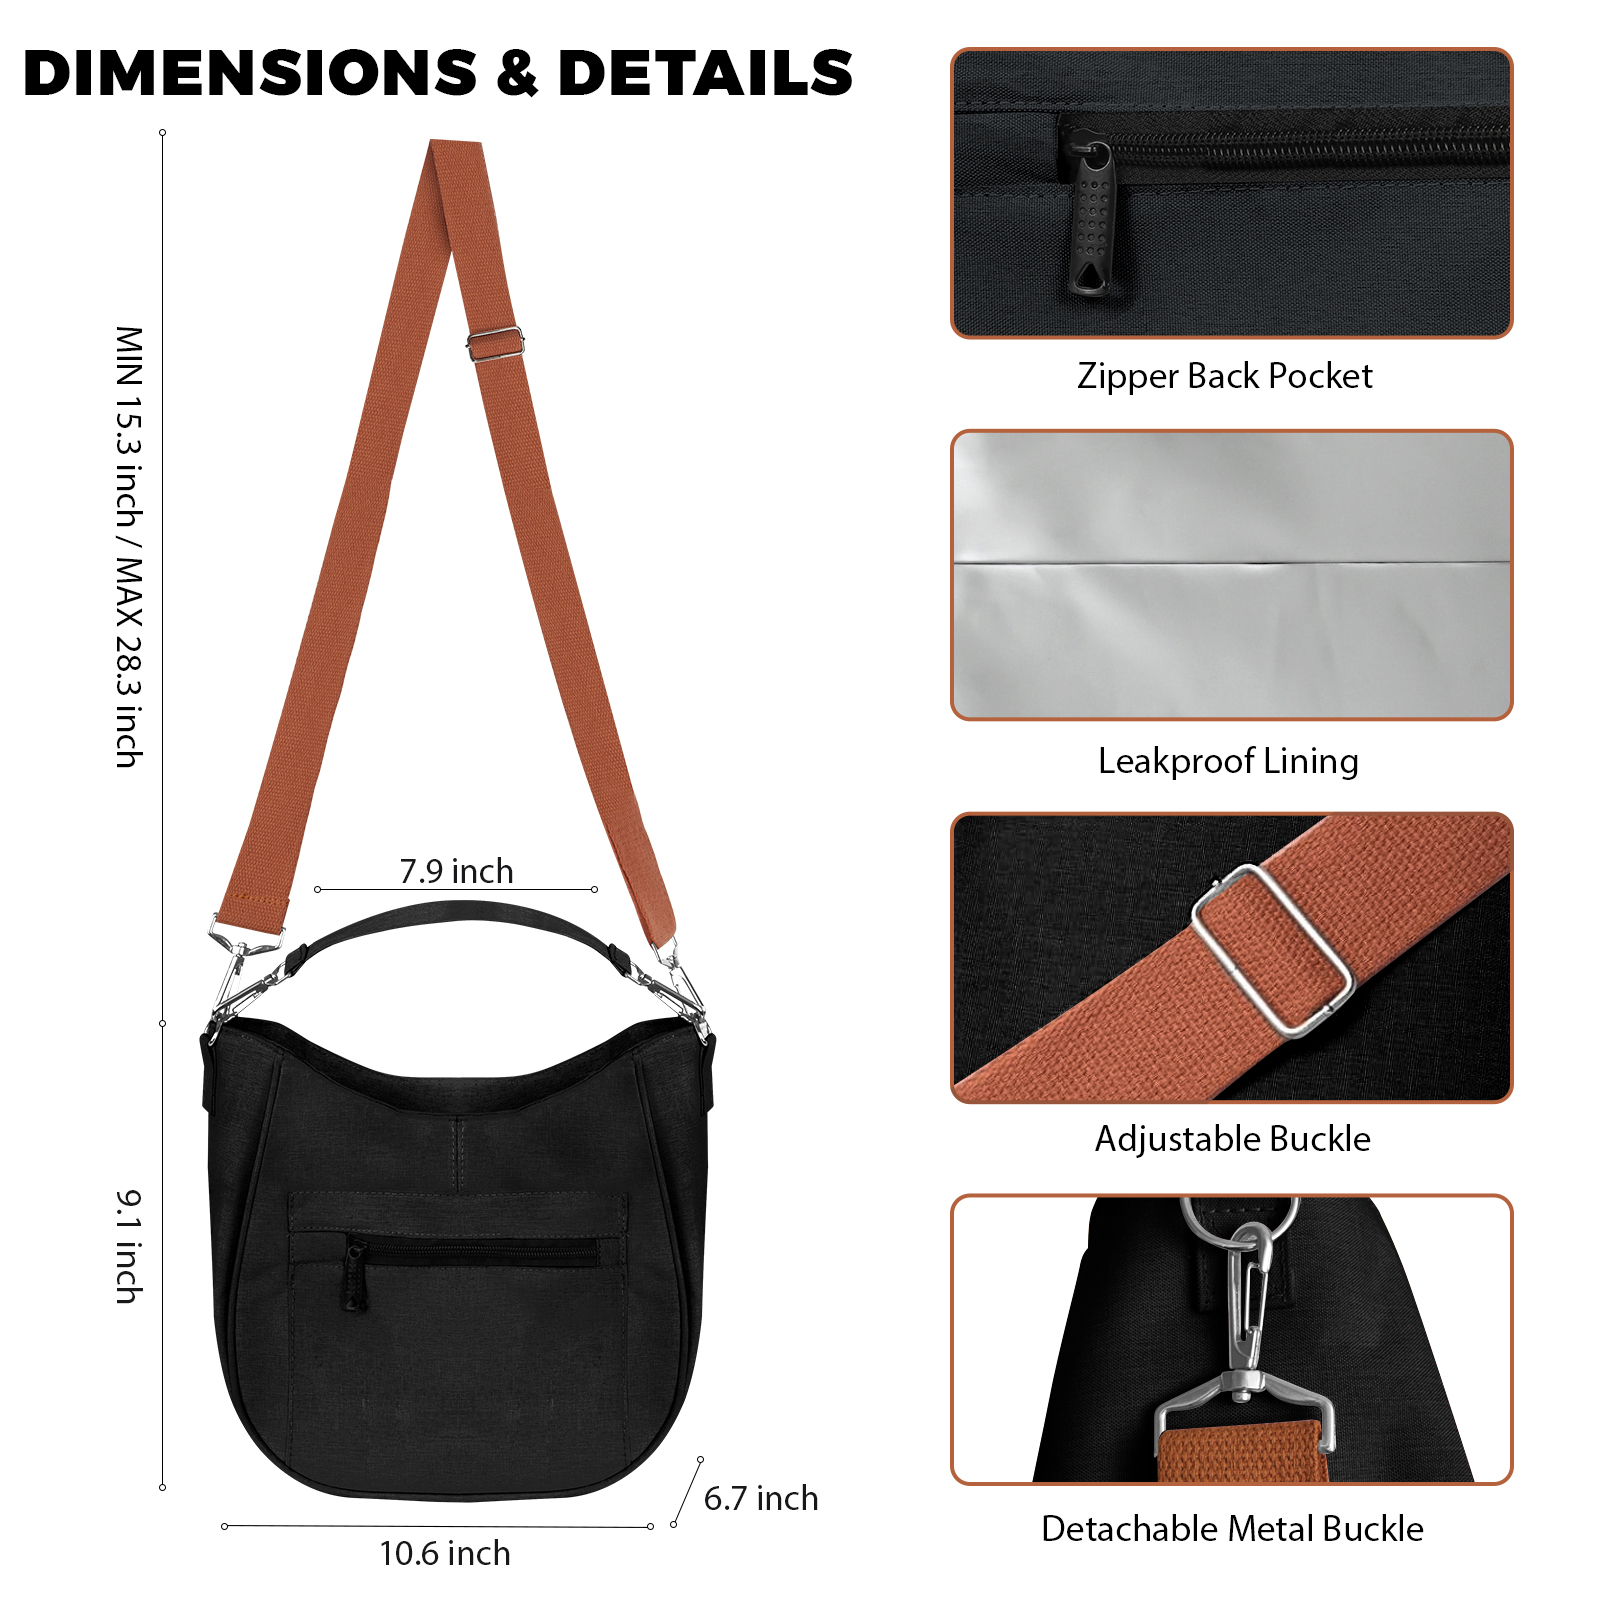 DIMENSIONS & DETAILS
MIN 15.3 inch / MAX 28.3 inch
7.9 inch
9.1 inch
10.6 inch
6.7 inch
Zipper Back Pocket
Leakproof Lining
Adjustable Buckle
Detachable Metal Buckle